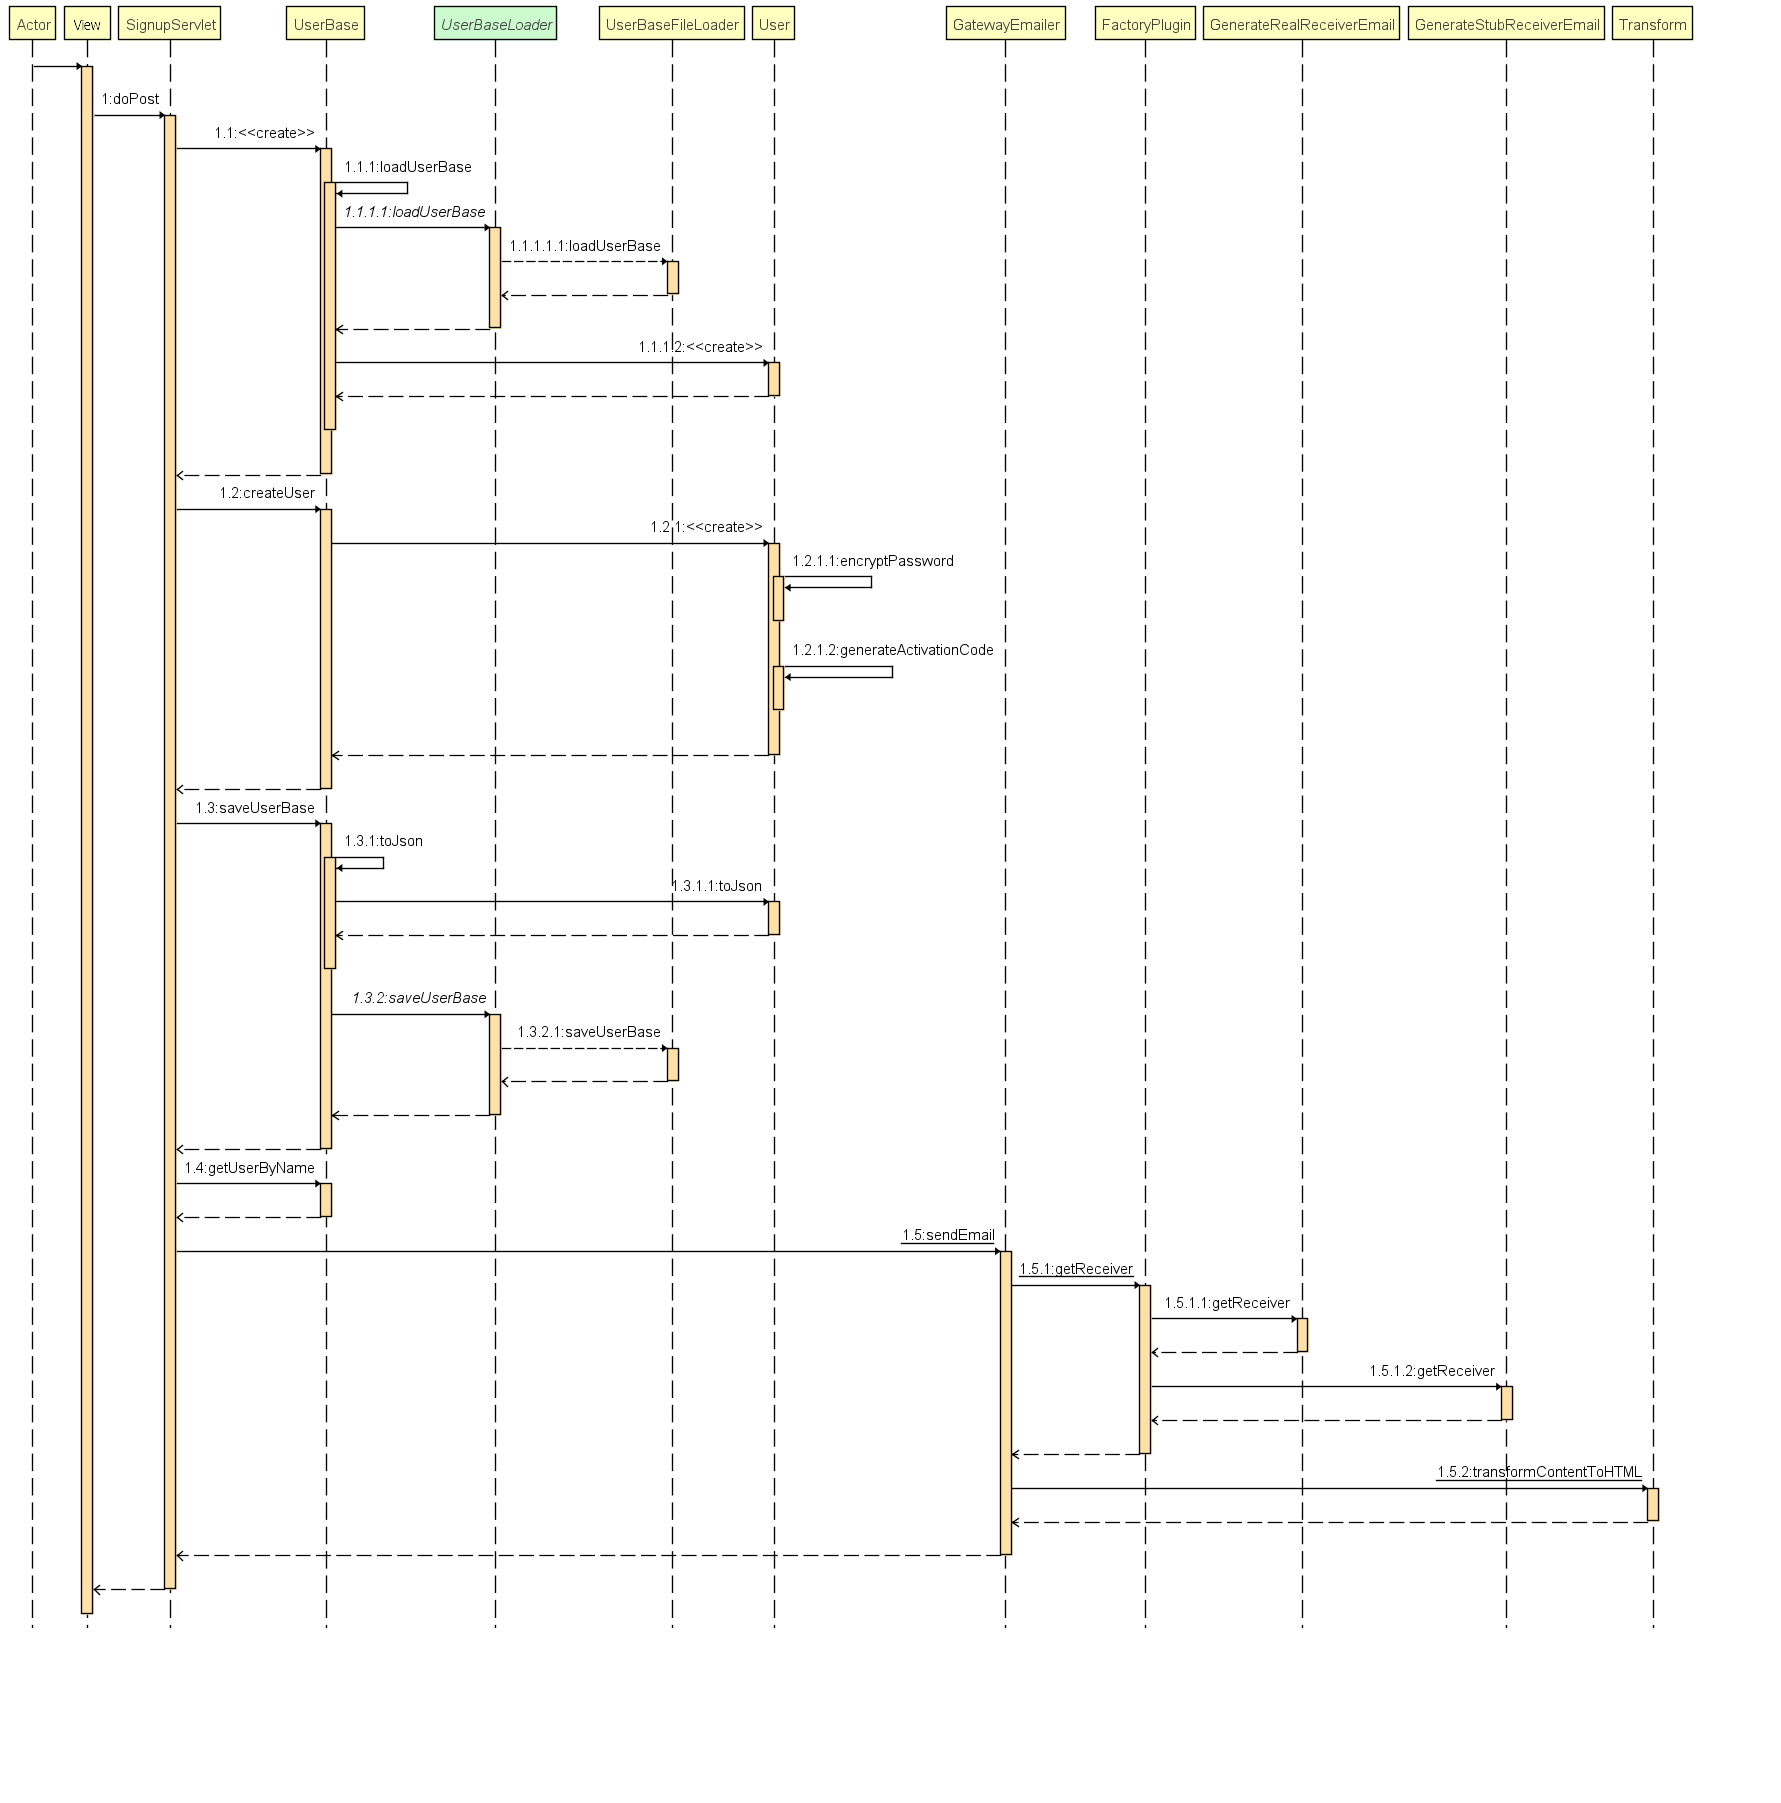 Actor
View
SignupServlet
UserBase
UserBaseLoader
UserBaseFileLoader
User
GatewayEmailer
FactoryPlugin
GenerateRealReceiverEmail
GenerateStubReceiverEmail
Transform
1:doPost
1.1:<<create>>
1.1.1:loadUserBase
1.1.1.1:loadUserBase
1.1.1.1.1:loadUserBase
1.1.1.2:<<create>>
1.2:createUser
1.2.1:<<create>>
1.2.1.1:encryptPassword
1.2.1.2:generateActivationCode
1.3:saveUserBase
1.3.1:toJson
1.3.1.1:toJson
1.3.2:saveUserBase
1.3.2.1:saveUserBase
1.4:getUserByName
1.5:sendEmail
1.5.1:getReceiver
1.5.1.1:getReceiver
1.5.1.2:getReceiver
1.5.2:transformContentToHTML